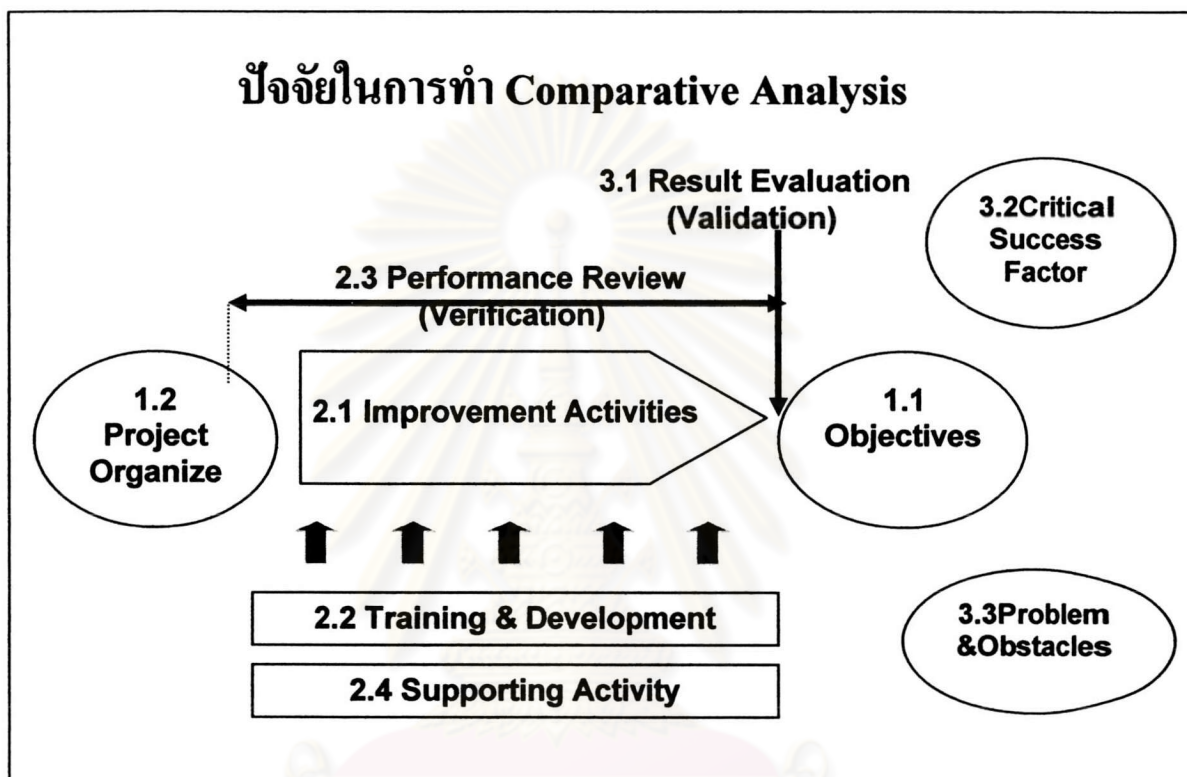 ปัจจัยในการทำ Comparative Analysis
3.1 Result Evaluation
(Validation)
3.2Critical
Success
Factor
2.3 Performance Review
(Verification)
1.2
Project
Organize
2.1 Improvement Activities
1.1
Objectives
2.2 Training & Development
2.4 Supporting Activity
3.3Problem
&Obstacles